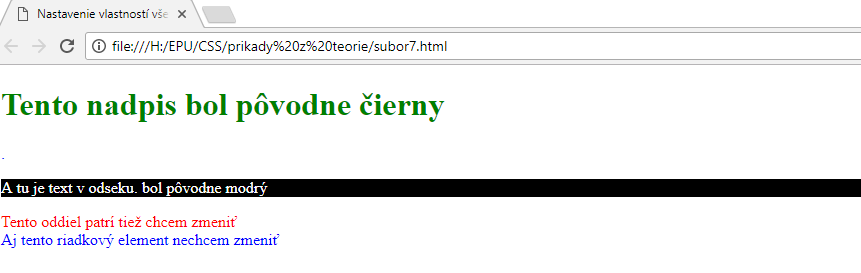 Nastavenie vlastností vše
file:///H:/EPU/CSS/prikady%20z%20teorie/subor7.html
Tento nadpis bol pôvodne čierny
.
A tu je text v odseku. bol pôvodne modrý
Tento oddiel patrí tiež chcem zmeniť
Aj tento riadkový element nechcem zmeniť